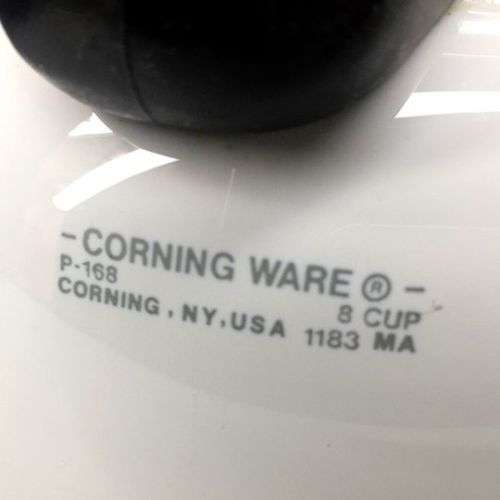 - CORNING WARE ® -
P-168 8 CUP
CORNING, NY, USA 1183 MA